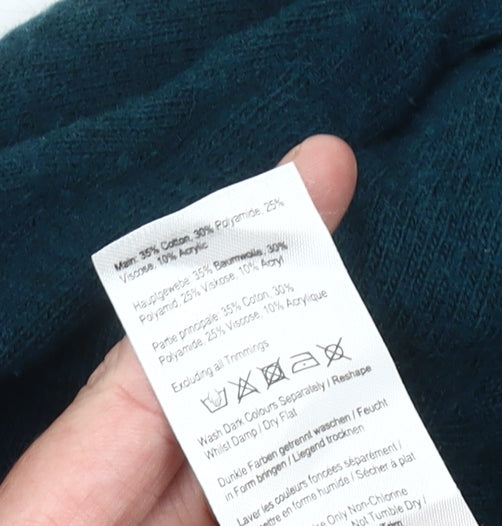 Main: 35% Cotton, 30% Polyamide, 25%
Viscose, 10% Acrylic
Hauptgewebe: 35% Baumwolle, 30%
Polyamid, 25% Viskose, 10% Acryl
Partie principale: 35% Coton, 30%
Polyamide, 25% Viscose, 10% Acrylique
Excluding all Trimmings
Wash Dark Colours Separately / Reshape
Whilst Damp / Dry Flat
Dunkle Farben getrennt waschen / Feucht
in Form bringen / Liegend trocknen
Laver les couleurs foncées séparément /
mettre en forme humide / Sécher à plat
Use Only Non-Chlorine
Not Tumble Dry /